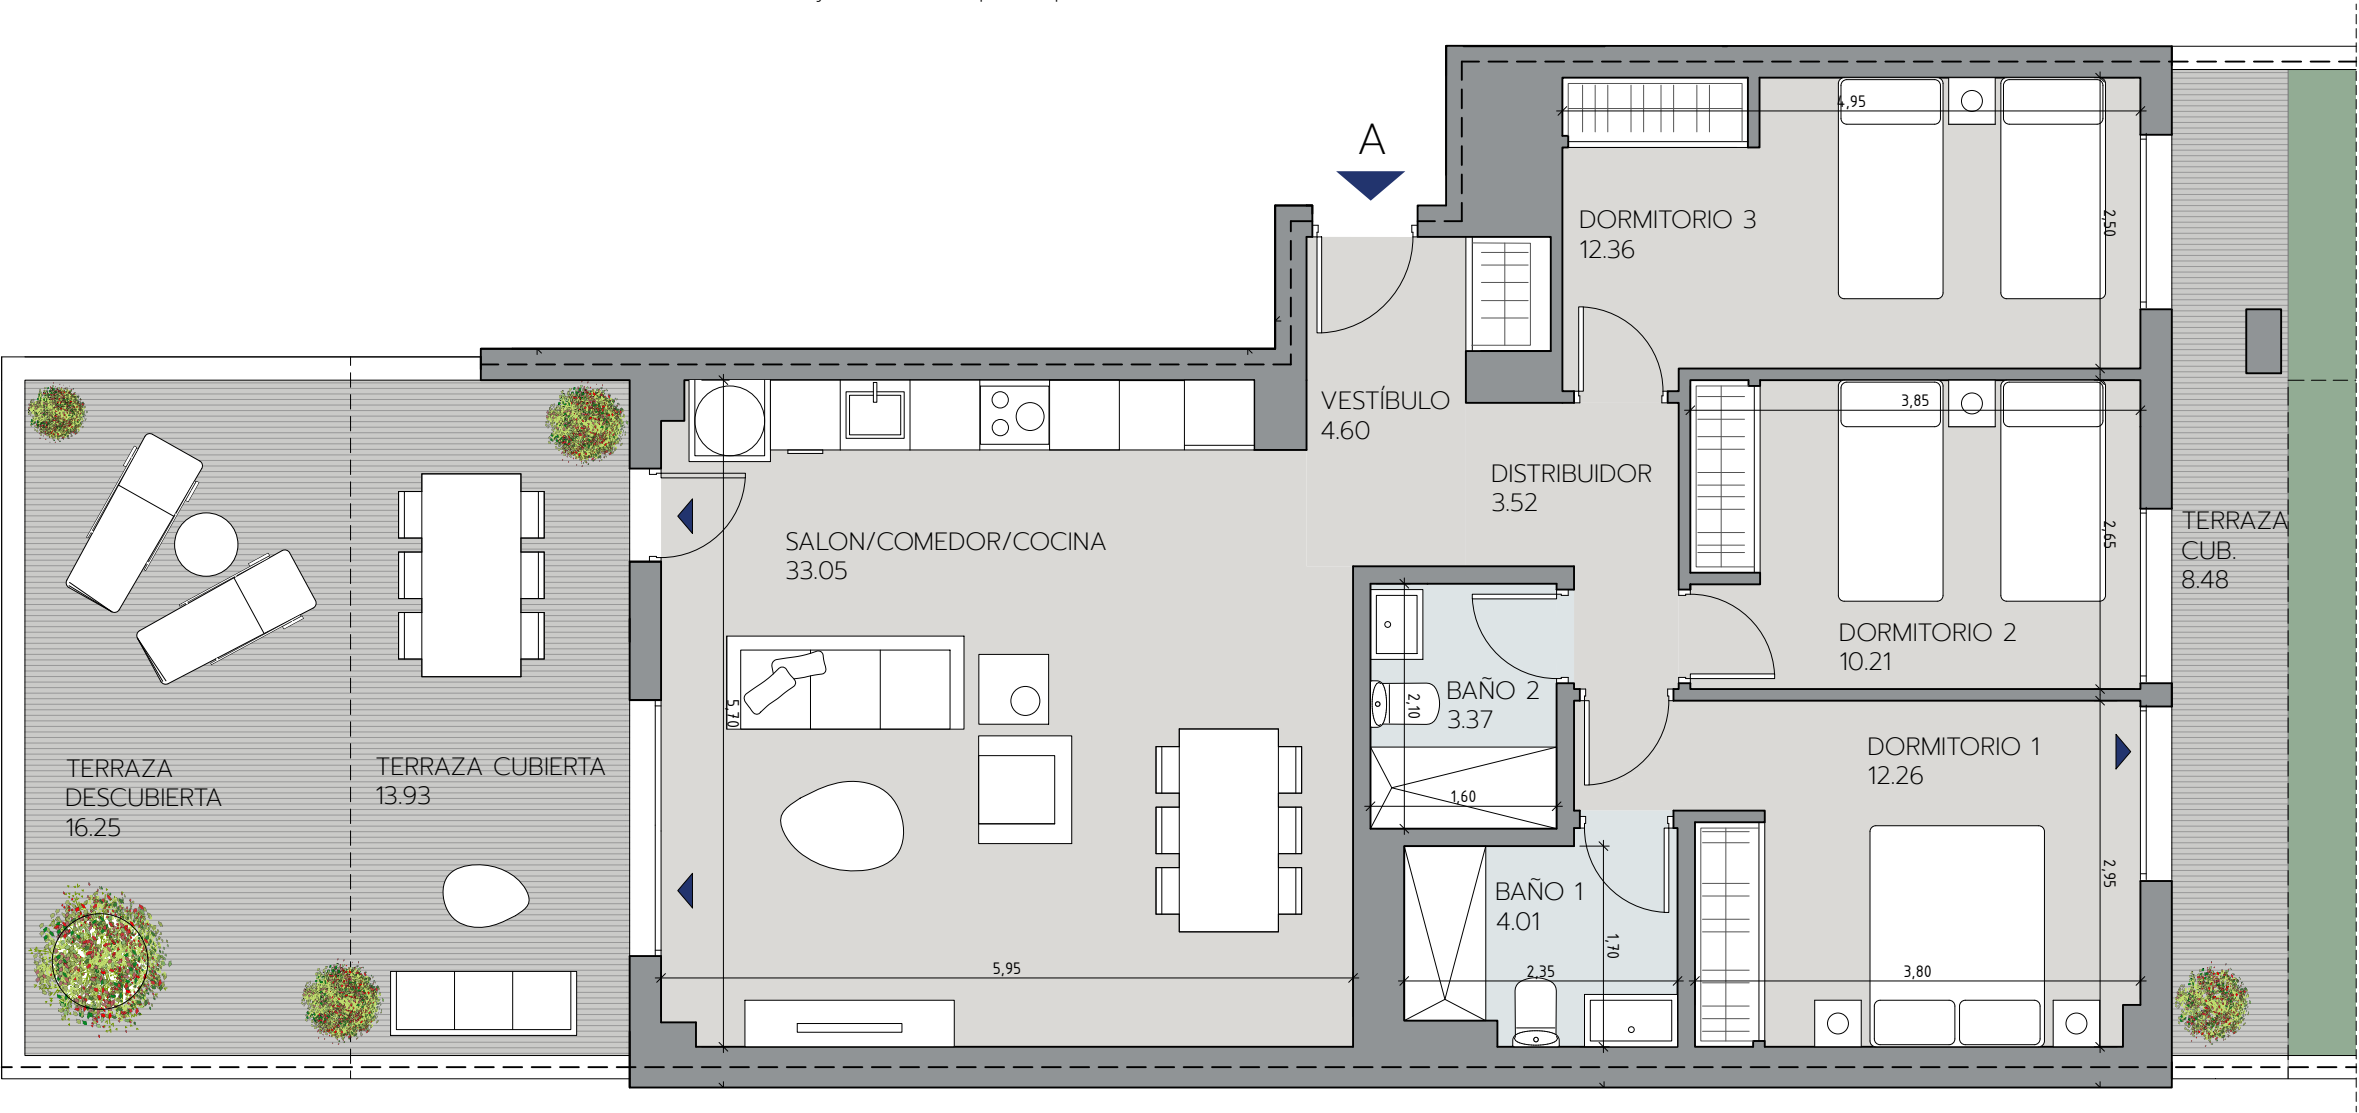 A
4,95
DORMITORIO 3
12.36
2,50
VESTÍBULO
4.60
3,85
DISTRIBUIDOR
3.52
2,65
TERRAZA
CUB.
8.48
SALON/COMEDOR/COCINA
33.05
DORMITORIO 2
10.21
5,70
2,10
BAÑO 2
3.37
DORMITORIO 1
12.26
TERRAZA
DESCUBIERTA
16.25
TERRAZA CUBIERTA
13.93
1,60
2,95
BAÑO 1
4.01
1,70
5,95
2,35
3,80